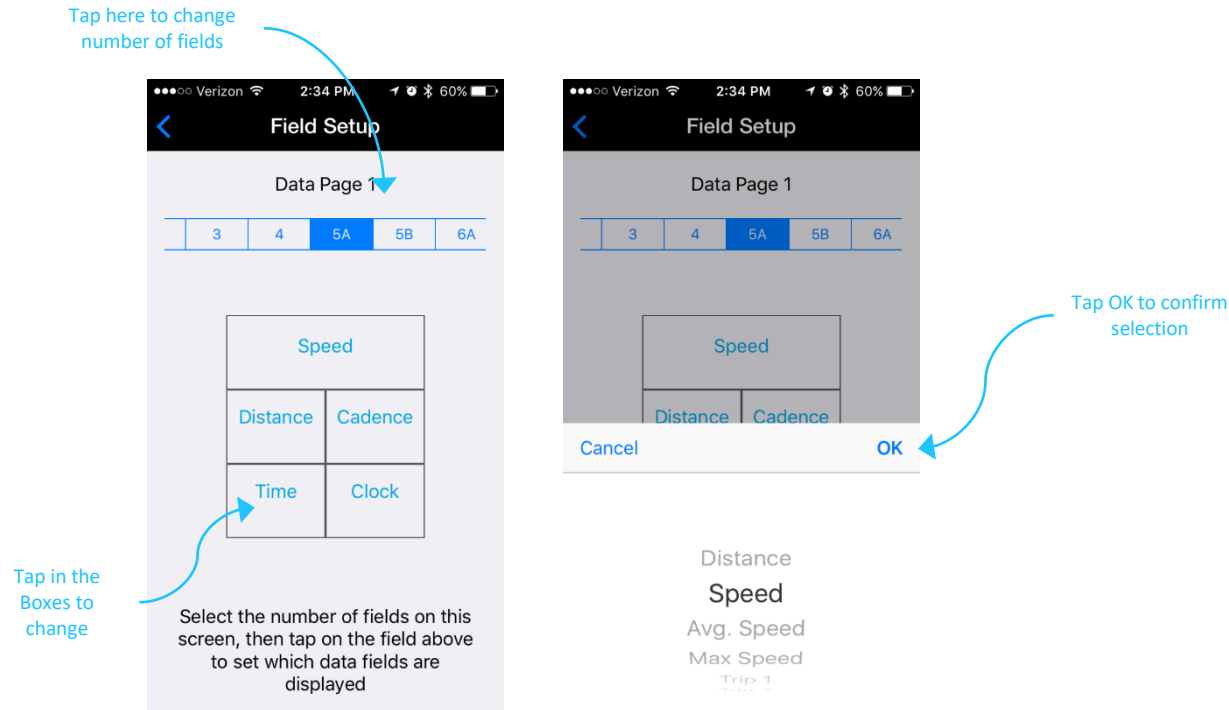 Tap here to change
number of fields
Verizon 2:34 PM 60%
Field Setup
Data Page 1
3 4 5A 5B 6A
Speed
Distance Cadence
Time Clock
Tap in the
Boxes to
change
Select the number of fields on this
screen, then tap on the field above
to set which data fields are
displayed
Verizon 2:34 PM 60%
Field Setup
Data Page 1
3 4 5A 5B 6A
Speed
Distance Cadence
Cancel OK
Distance
Speed
Avg. Speed
Max Speed
Trip 1
Tap OK to confirm
selection